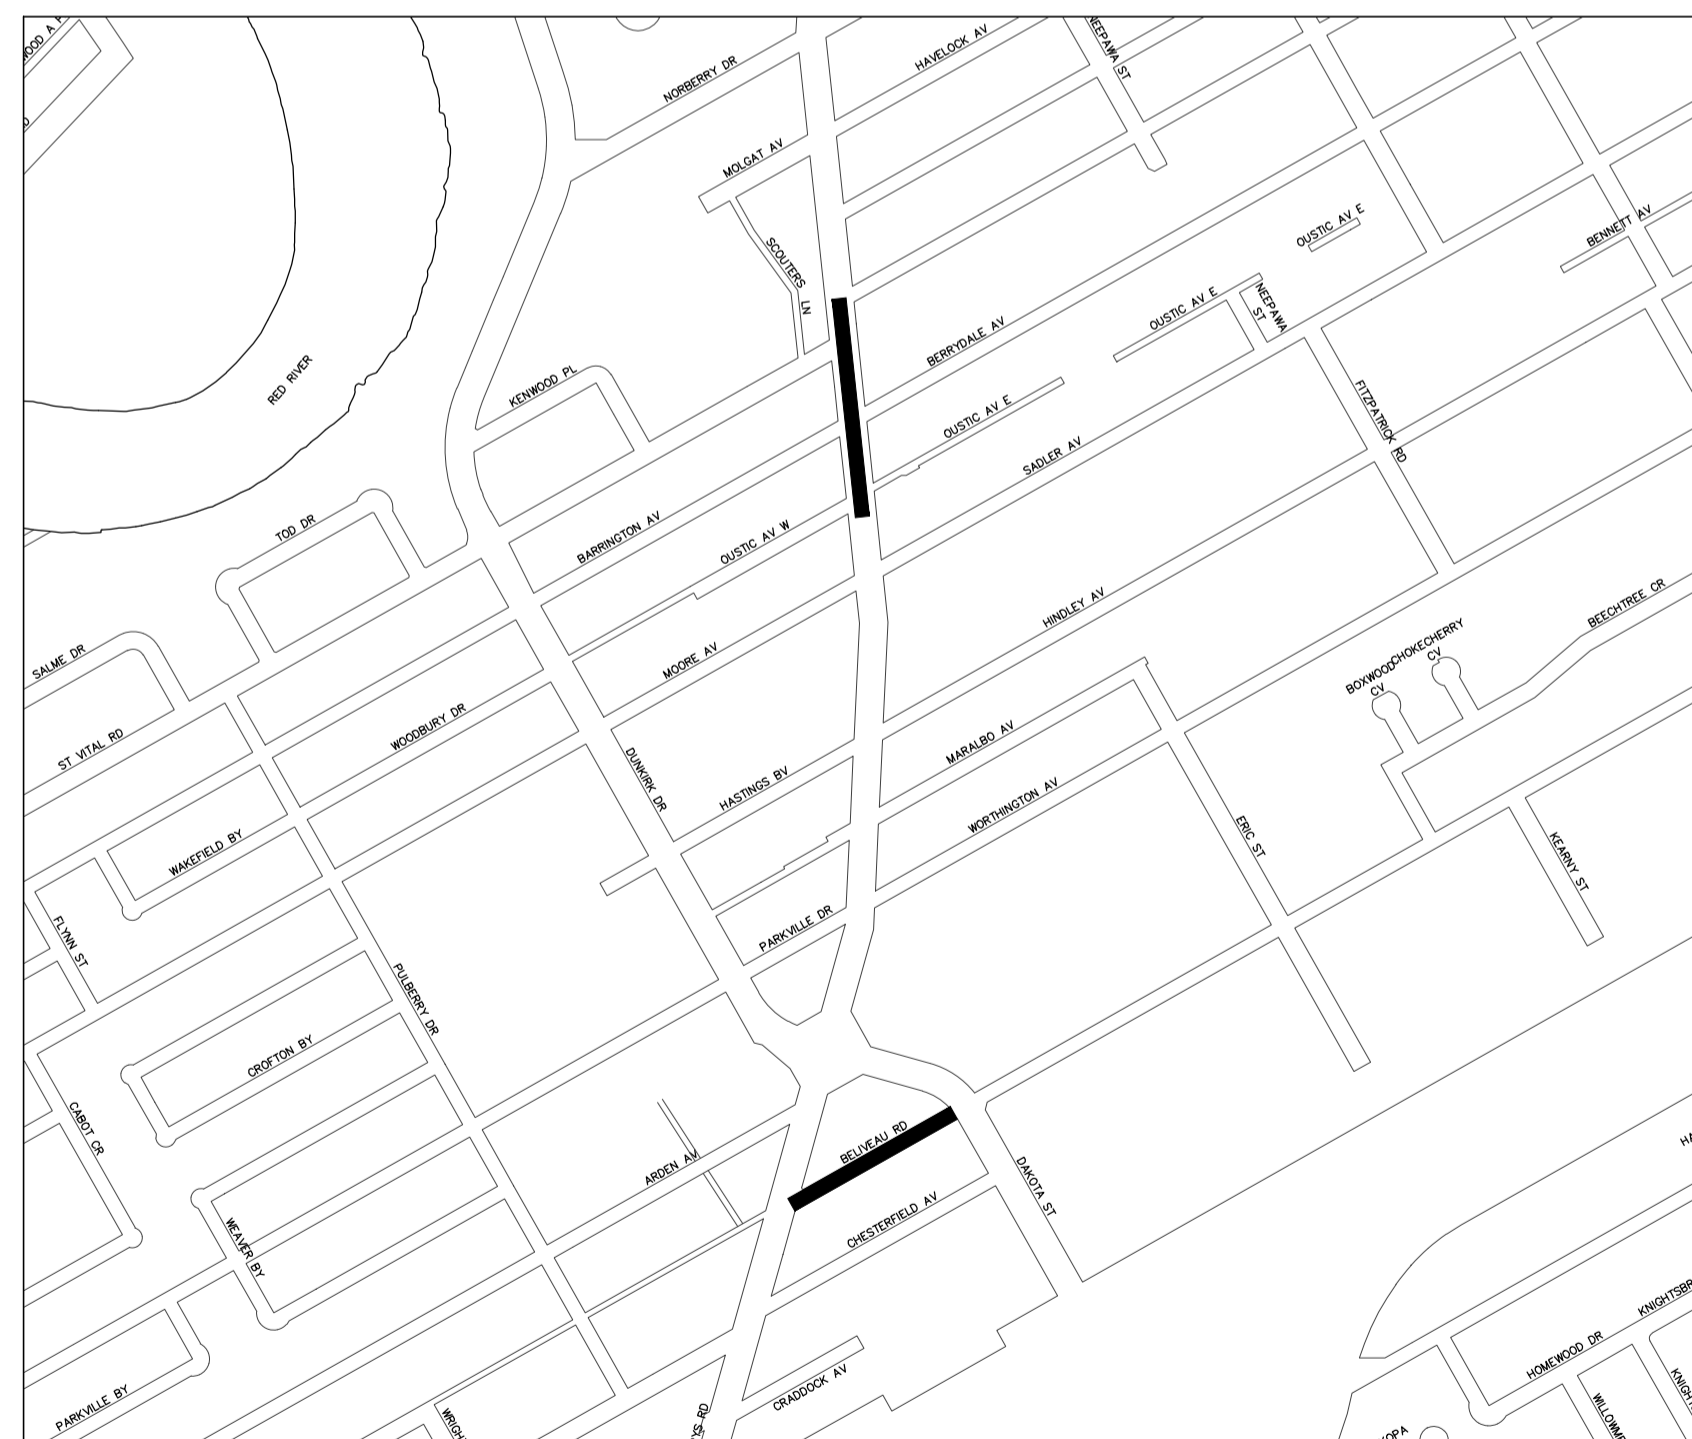 NORBERRY DR
HAVELOCK AV
NEEPAWA ST
MOLGAT AV
SCOUTERS LN
OUSTIC AV E
BENNETT AV
RED RIVER
KENWOOD PL
BERRYDALE AV
OUSTIC AV E
NEEPAWA
ST
OUSTIC AV E
SADLER AV
FITZPATRICK RD
TOD DR
BARRINGTON AV
OUSTIC AV W
SALME DR
MOORE AV
HINDLEY AV
BEECHTREE CR
BOXWOOD
CV
CHOKECHERRY
CV
ST VITAL RD
WOODBURY DR
DUNKIRK DR
HASTINGS BV
MARALBO AV
WORTHINGTON AV
ERIC ST
KEARNY ST
WAKEFIELD BY
FLYNN ST
PULBERRY DR
PARKVILLE DR
CROFTON BY
CABOT CR
ARDEN AV
BELIVEAU RD
CHESTERFIELD AV
DAKOTA ST
WEAVER BY
PARKVILLE BY
CRADDOCK AV
HOMEWOOD DR